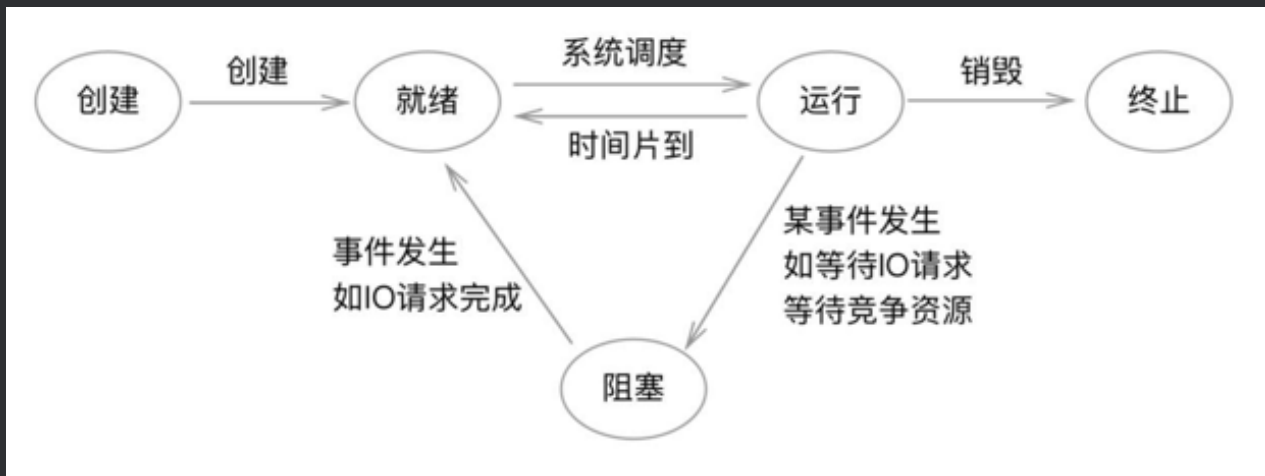 创建
创建
就绪
系统调度
时间片到
运行
销毁
终止
事件发生
如IO请求完成
某事件发生
如等待IO请求
等待竞争资源
阻塞